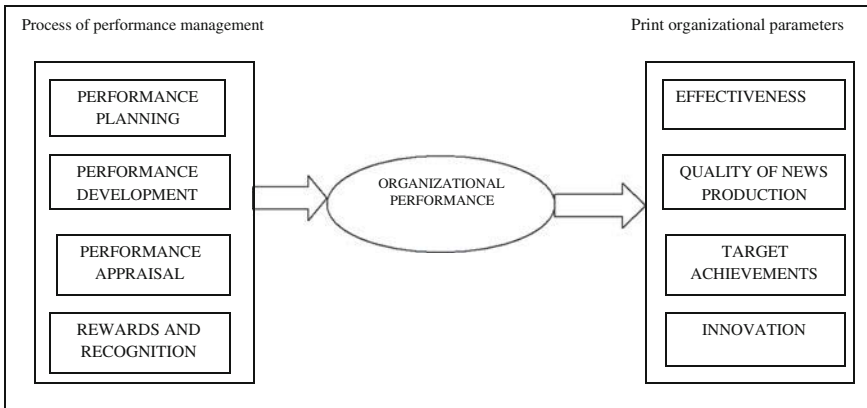 Process of performance management
PERFORMANCE
PLANNING
PERFORMANCE
DEVELOPMENT
PERFORMANCE
APPRAISAL
REWARDS AND
RECOGNITION
ORGANIZATIONAL
PERFORMANCE
Print organizational parameters
EFFECTIVENESS
QUALITY OF NEWS
PRODUCTION
TARGET
ACHIEVEMENTS
INNOVATION